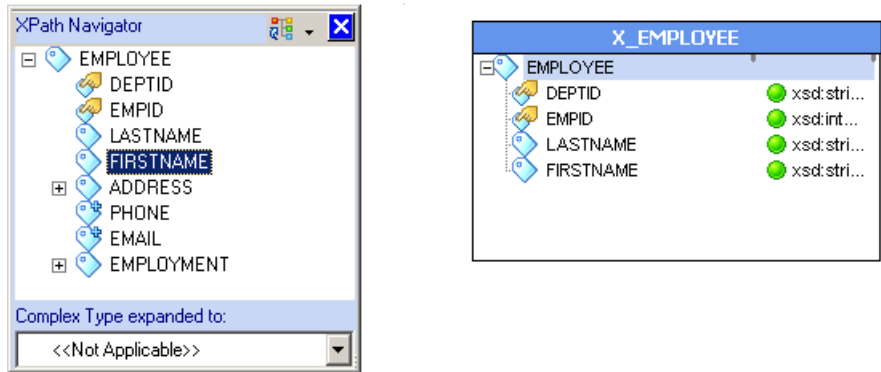 XPath Navigator
EMPLOYEE
DEPTID
EMPID
LASTNAME
FIRSTNAME
ADDRESS
PHONE
EMAIL
EMPLOYMENT
Complex Type expanded to:
<<Not Applicable>>
X_EMPLOYEE
EMPLOYEE
DEPTID xsd:stri...
EMPID xsd:int...
LASTNAME xsd:stri...
FIRSTNAME xsd:stri...